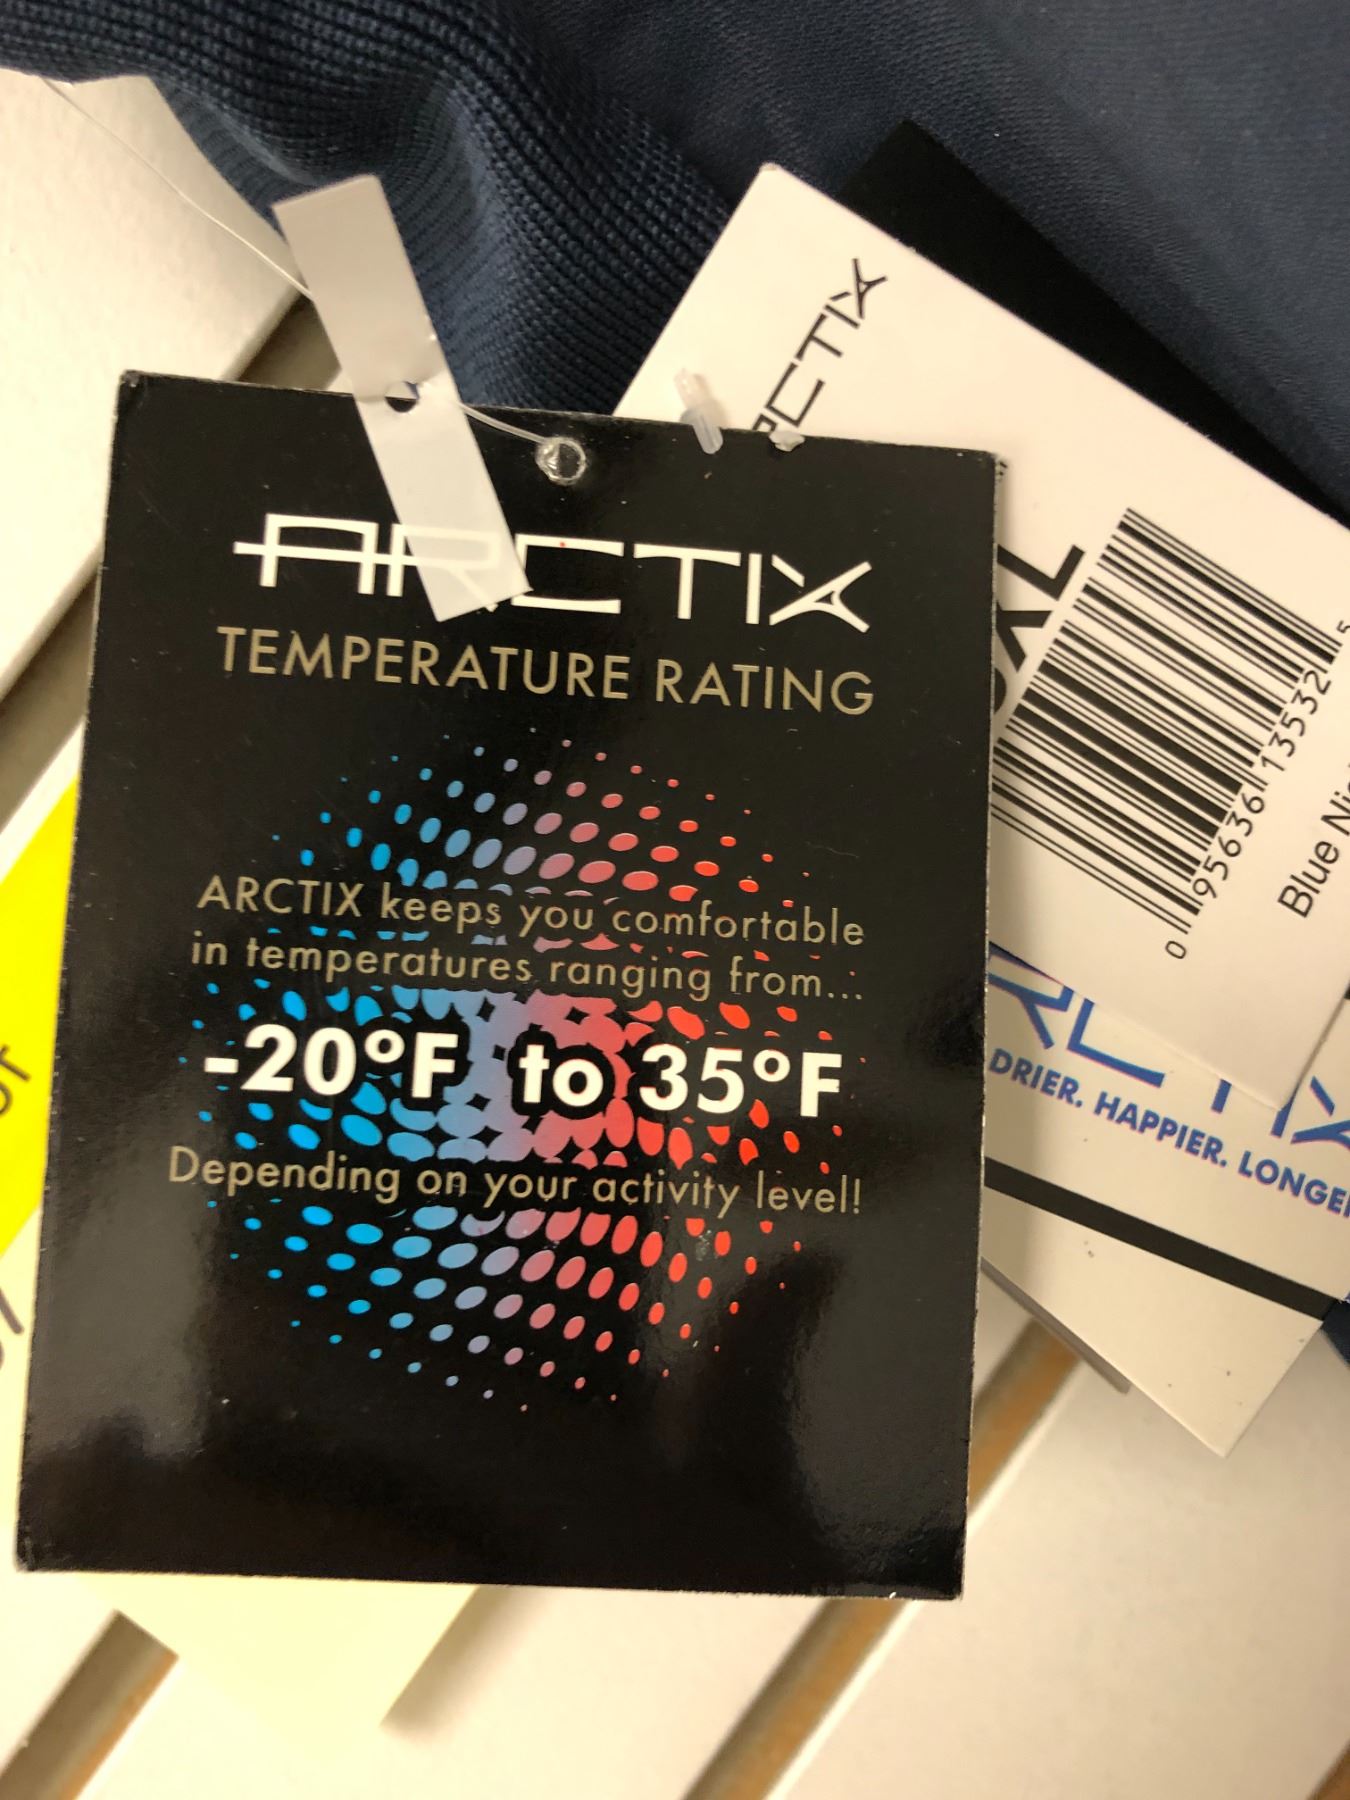 ARCTIX
TEMPERATURE RATING
ARCTIX keeps you comfortable
in temperatures ranging from...
-20°F to 35°F
Depending on your activity level!
ARCTIX
0 95636 13532 5
Blue
DRIER. HAPPIER.